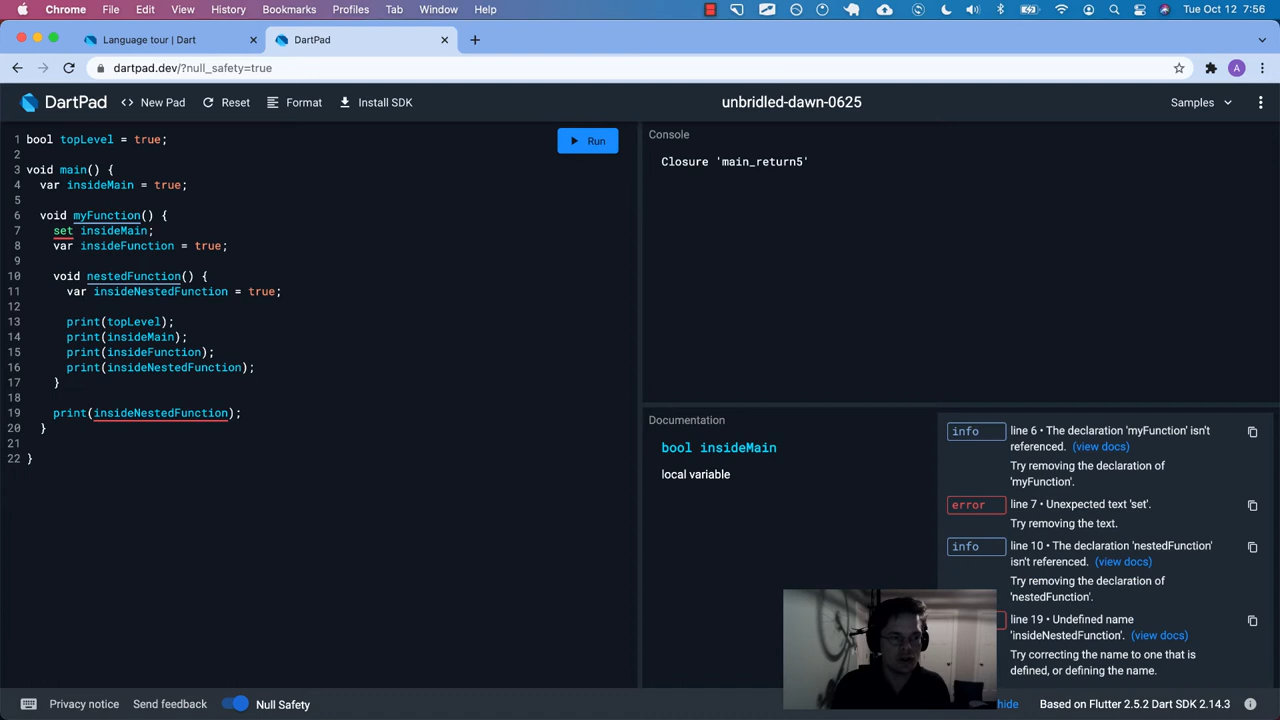 Chrome File Edit View History Bookmarks Profiles Tab Window Help Tue Oct 12 7:56
Language tour | Dart
DartPad
dartpad.dev/?null_safety=true
A
DartPad
<> New Pad
Reset
Format
Install SDK
unbridled-dawn-0625
Samples
Run
1 bool topLevel = true;
2
3 void main() {
4 var insideMain = true;
5
6 void myFunction() {
7 set insideMain;
8 var insideFunction = true;
9
10 void nestedFunction() {
11 var insideNestedFunction = true;
12
13 print(topLevel);
14 print(insideMain);
15 print(insideFunction);
16 print(insideNestedFunction);
17 }
18
19 print(insideNestedFunction);
20 }
21
22 }
Console
Closure 'main_return5'
Documentation
bool insideMain
local variable
info line 6 • The declaration 'myFunction' isn't
referenced. (view docs)
Try removing the declaration of
'myFunction'.
error line 7 • Unexpected text 'set'.
Try removing the text.
info line 10 • The declaration 'nestedFunction'
isn't referenced. (view docs)
Try removing the declaration of
'nestedFunction'.
line 19 • Undefined name
'insideNestedFunction'. (view docs)
Try correcting the name to one that is
defined, or defining the name.
Privacy notice
Send feedback
Null Safety
hide
Based on Flutter 2.5.2 Dart SDK 2.14.3